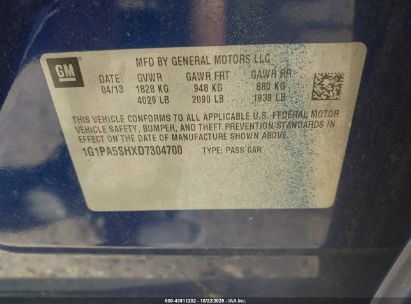 GM
MFD BY GENERAL MOTORS LLC
DATE GVWR GAWR FRT GAWR RR
04/13 1828 KG 948 KG 880 KG
4029 LB 2090 LB 1939 LB
THIS VEHICLE CONFORMS TO ALL APPLICABLE U.S. FEDERAL MOTOR
VEHICLE SAFETY, BUMPER, AND THEFT PREVENTION STANDARDS
IN EFFECT ON THE DATE OF MANUFACTURE SHOWN ABOVE.
1G1PA5SHXD7304700 TYPE: PASS CAR